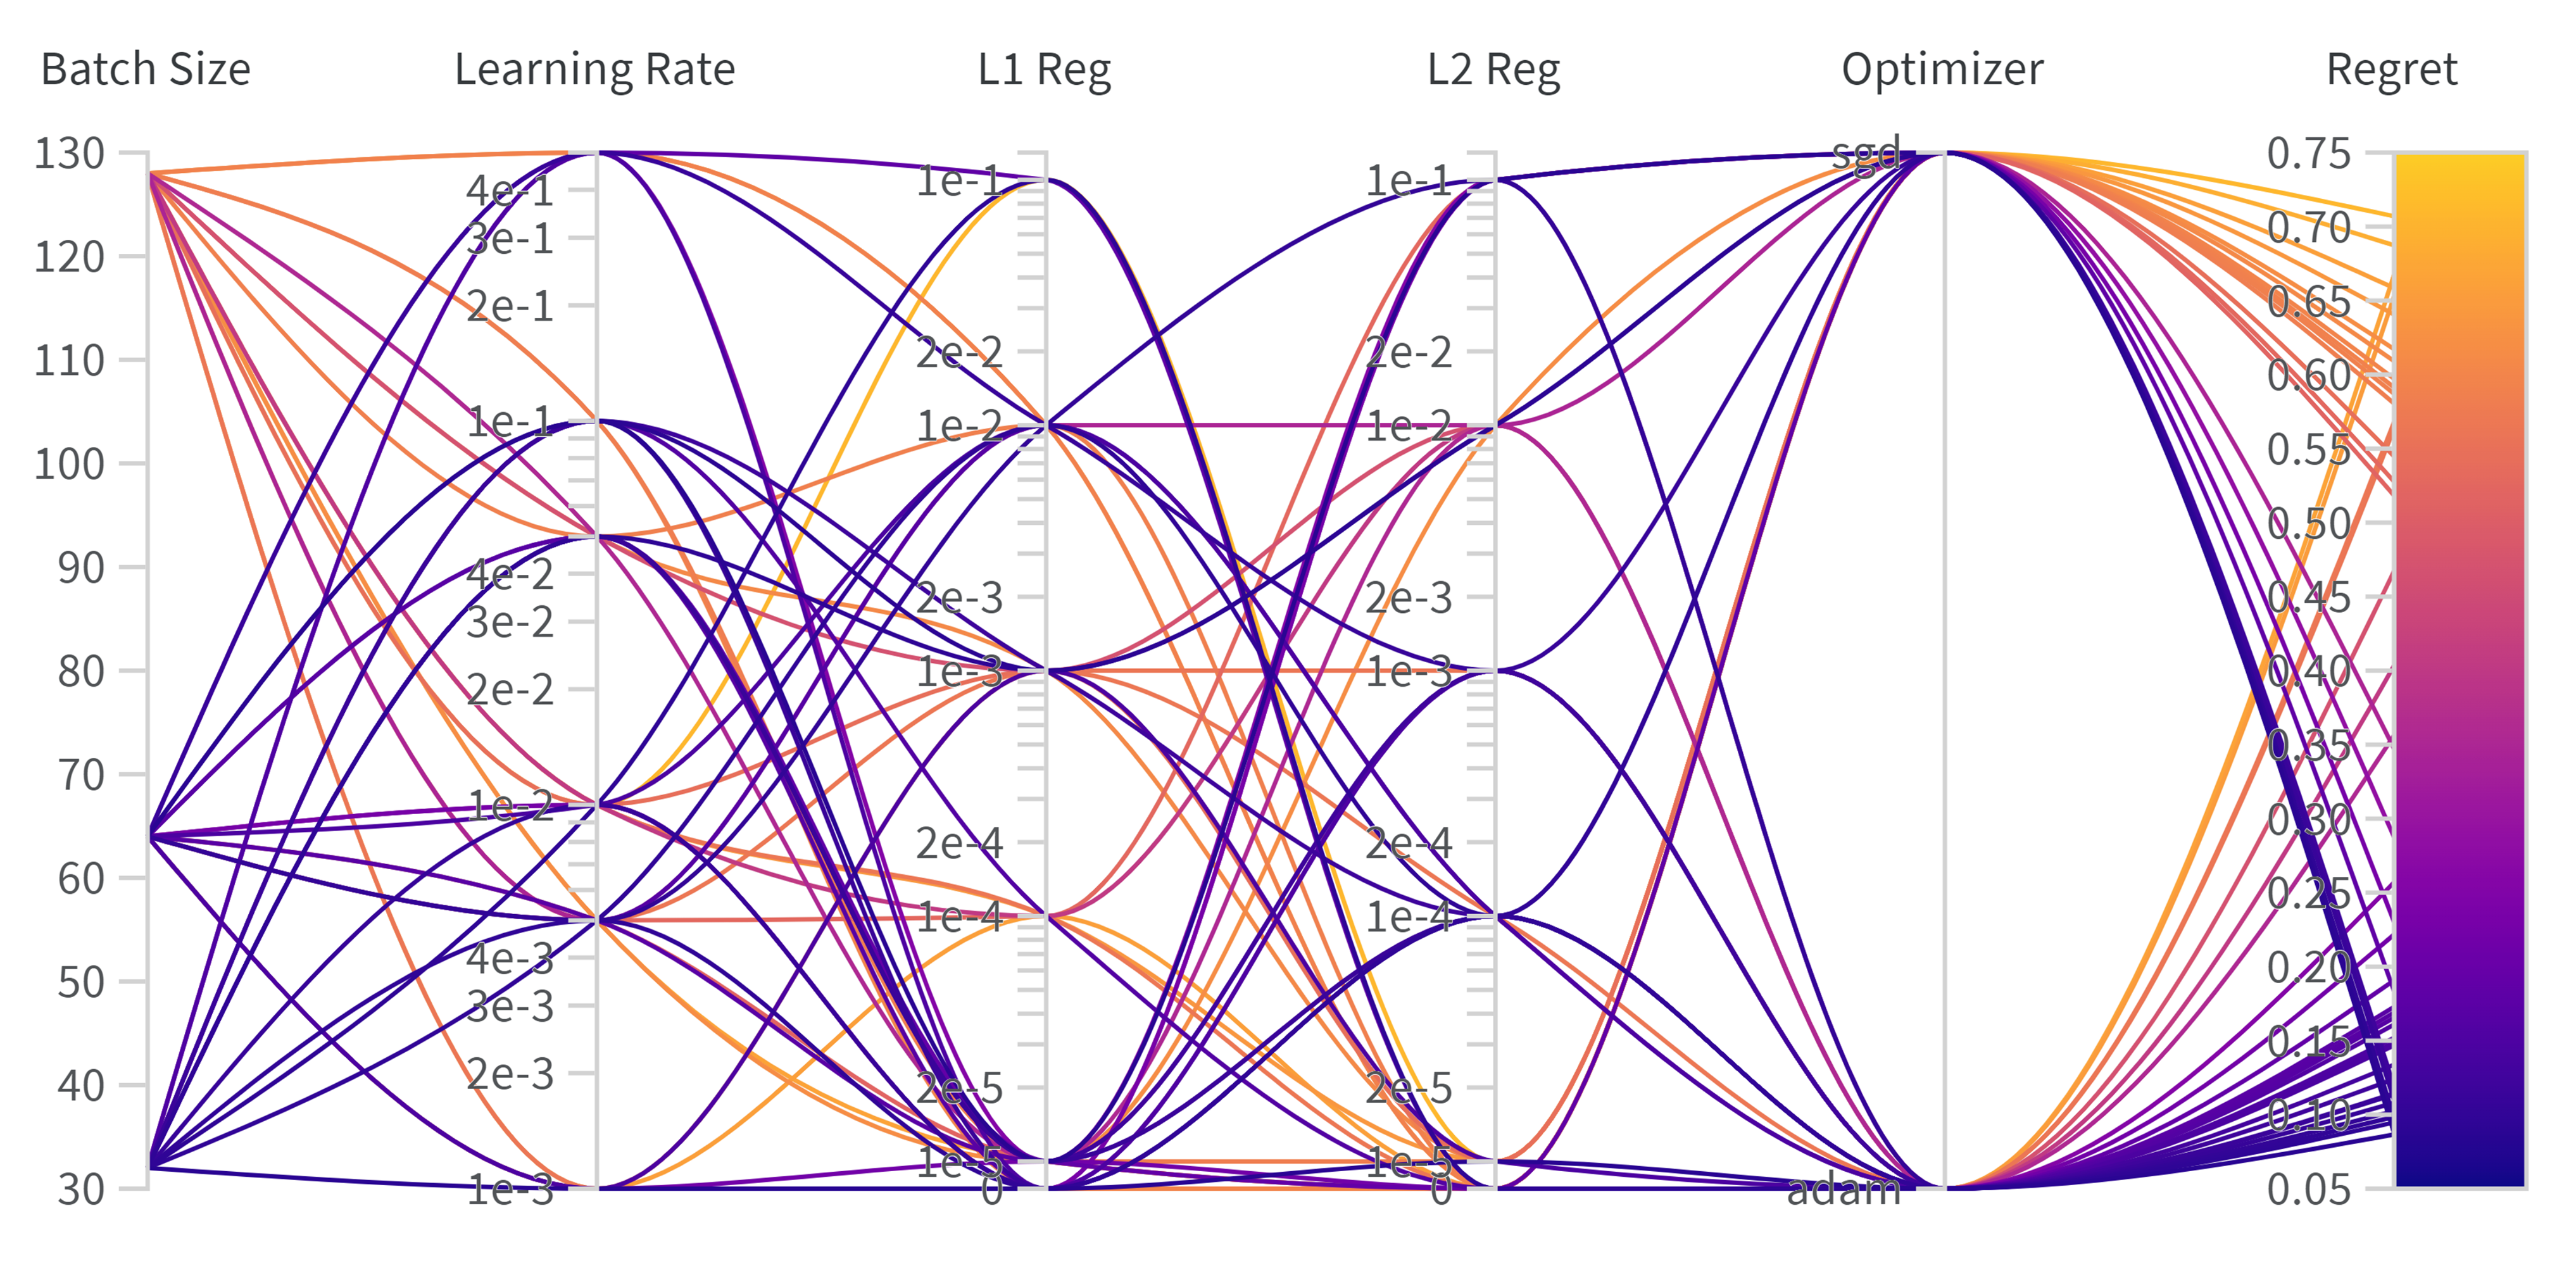 Batch Size
Learning Rate
L1 Reg
L2 Reg
Optimizer
Regret
130
120
110
100
90
80
70
60
50
40
30
4e-1
3e-1
2e-1
1e-1
4e-2
3e-2
2e-2
1e-2
4e-3
3e-3
2e-3
1e-3
1e-1
2e-2
1e-2
2e-3
1e-3
2e-4
1e-4
2e-5
1e-5
0
1e-1
2e-2
1e-2
2e-3
1e-3
2e-4
1e-4
2e-5
1e-5
0
sgd
adam
0.75
0.70
0.65
0.60
0.55
0.50
0.45
0.40
0.35
0.30
0.25
0.20
0.15
0.10
0.05